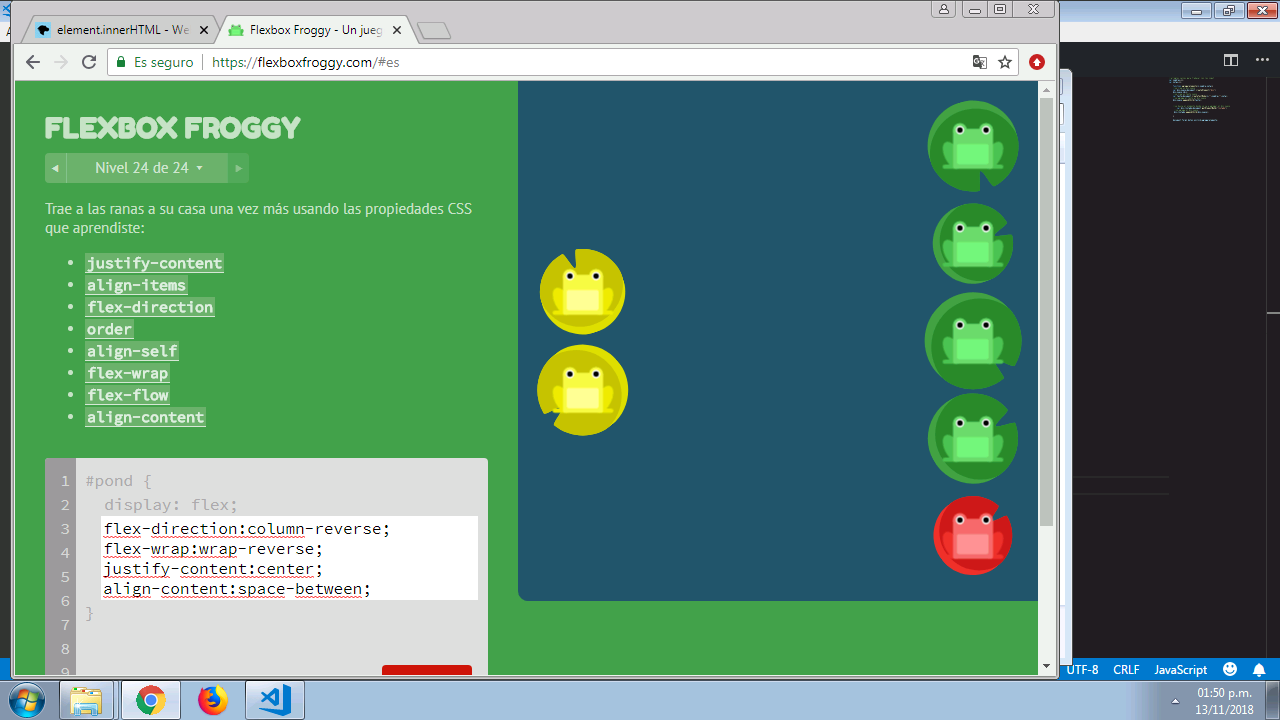 element.innerHTML - We
Flexbox Froggy - Un jueg
Es seguro
https://flexboxfroggy.com/#es
FLEXBOX FROGGY
Nivel 24 de 24
Trae a las ranas a su casa una vez más usando las propiedades CSS
que aprendiste:
justify-content
align-items
flex-direction
order
align-self
flex-wrap
flex-flow
align-content
1 #pond {
2 display: flex;
3 flex-direction:column-reverse;
4 flex-wrap:wrap-reverse;
5 justify-content:center;
6 align-content:space-between;
7 }
8
9
UTF-8 CRLF JavaScript
01:50 p.m.
13/11/2018